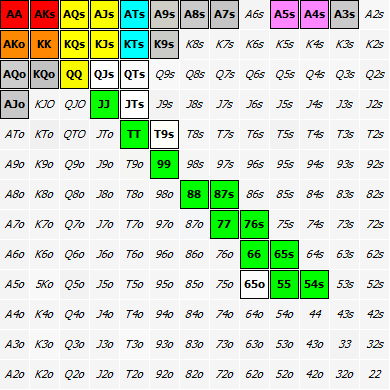 AA AKs AQs AJs ATs A9s A8s A7s A6s A5s A4s A3s A2s
AKo KK KQs KJs KTs K9s K8s K7s K6s K5s K4s K3s K2s
AQo KQo QQ QJs QTs Q9s Q8s Q7s Q6s Q5s Q4s Q3s Q2s
AJo KJO QJO JJ JTs J9s J8s J7s J6s J5s J4s J3s J2s
ATo KTo QTO JTo TT T9s T8s T7s T6s T5s T4s T3s T2s
A9o K9o Q9o J9o T9o 99 98s 97s 96s 95s 94s 93s 92s
A8o K8o Q8o J8o T8o 98o 88 87s 86s 85s 84s 83s 82s
A7o K7o Q7o J7o T7o 97o 87o 77 76s 75s 74s 73s 72s
A6o K6o Q6o J6o T6o 96o 86o 76o 66 65s 64s 63s 62s
A5o 5Ko Q5o J5o T5o 95o 85o 75o 65o 55 54s 53s 52s
A4o K4o Q4o J4o T4o 94o 84o 74o 64o 54o 44 43s 42s
A3o K3o Q3o J3o T3o 93o 83o 73o 63o 53o 43o 33 32s
A2o K2o Q2o J2o T2o 92o 82o 72o 62o 52o 42o 32o 22